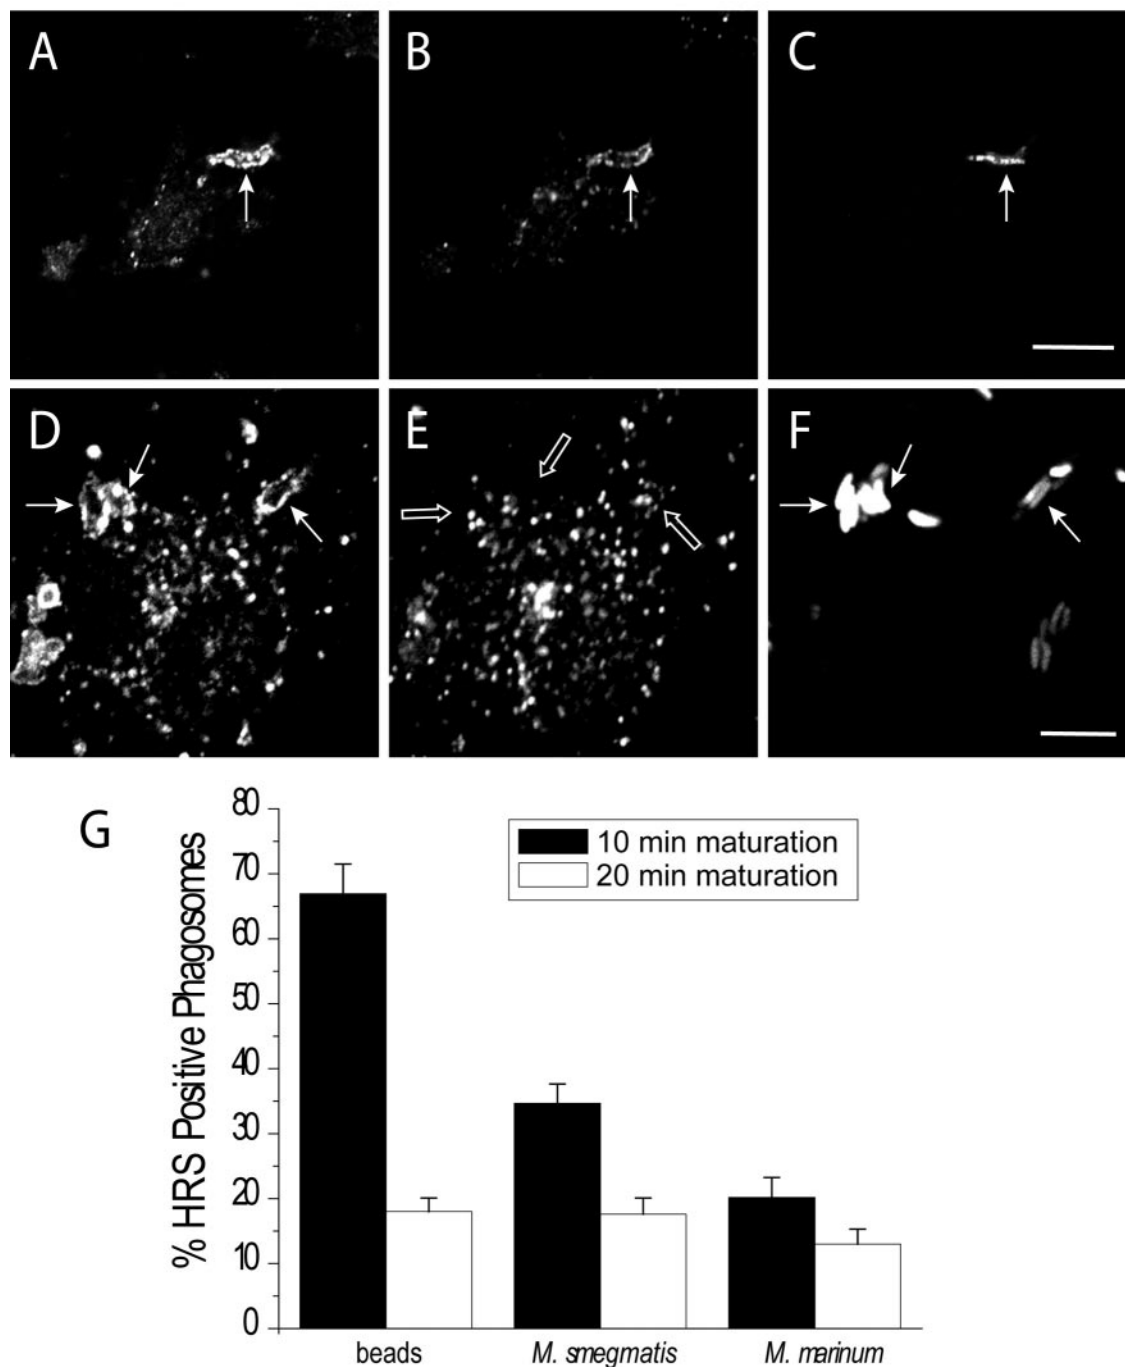 A
B
C
D
E
F
G
% HRS Positive Phagosomes
80
70
60
50
40
30
20
10
0
10 min maturation
20 min maturation
beads
M. smegmatis
M. marinum